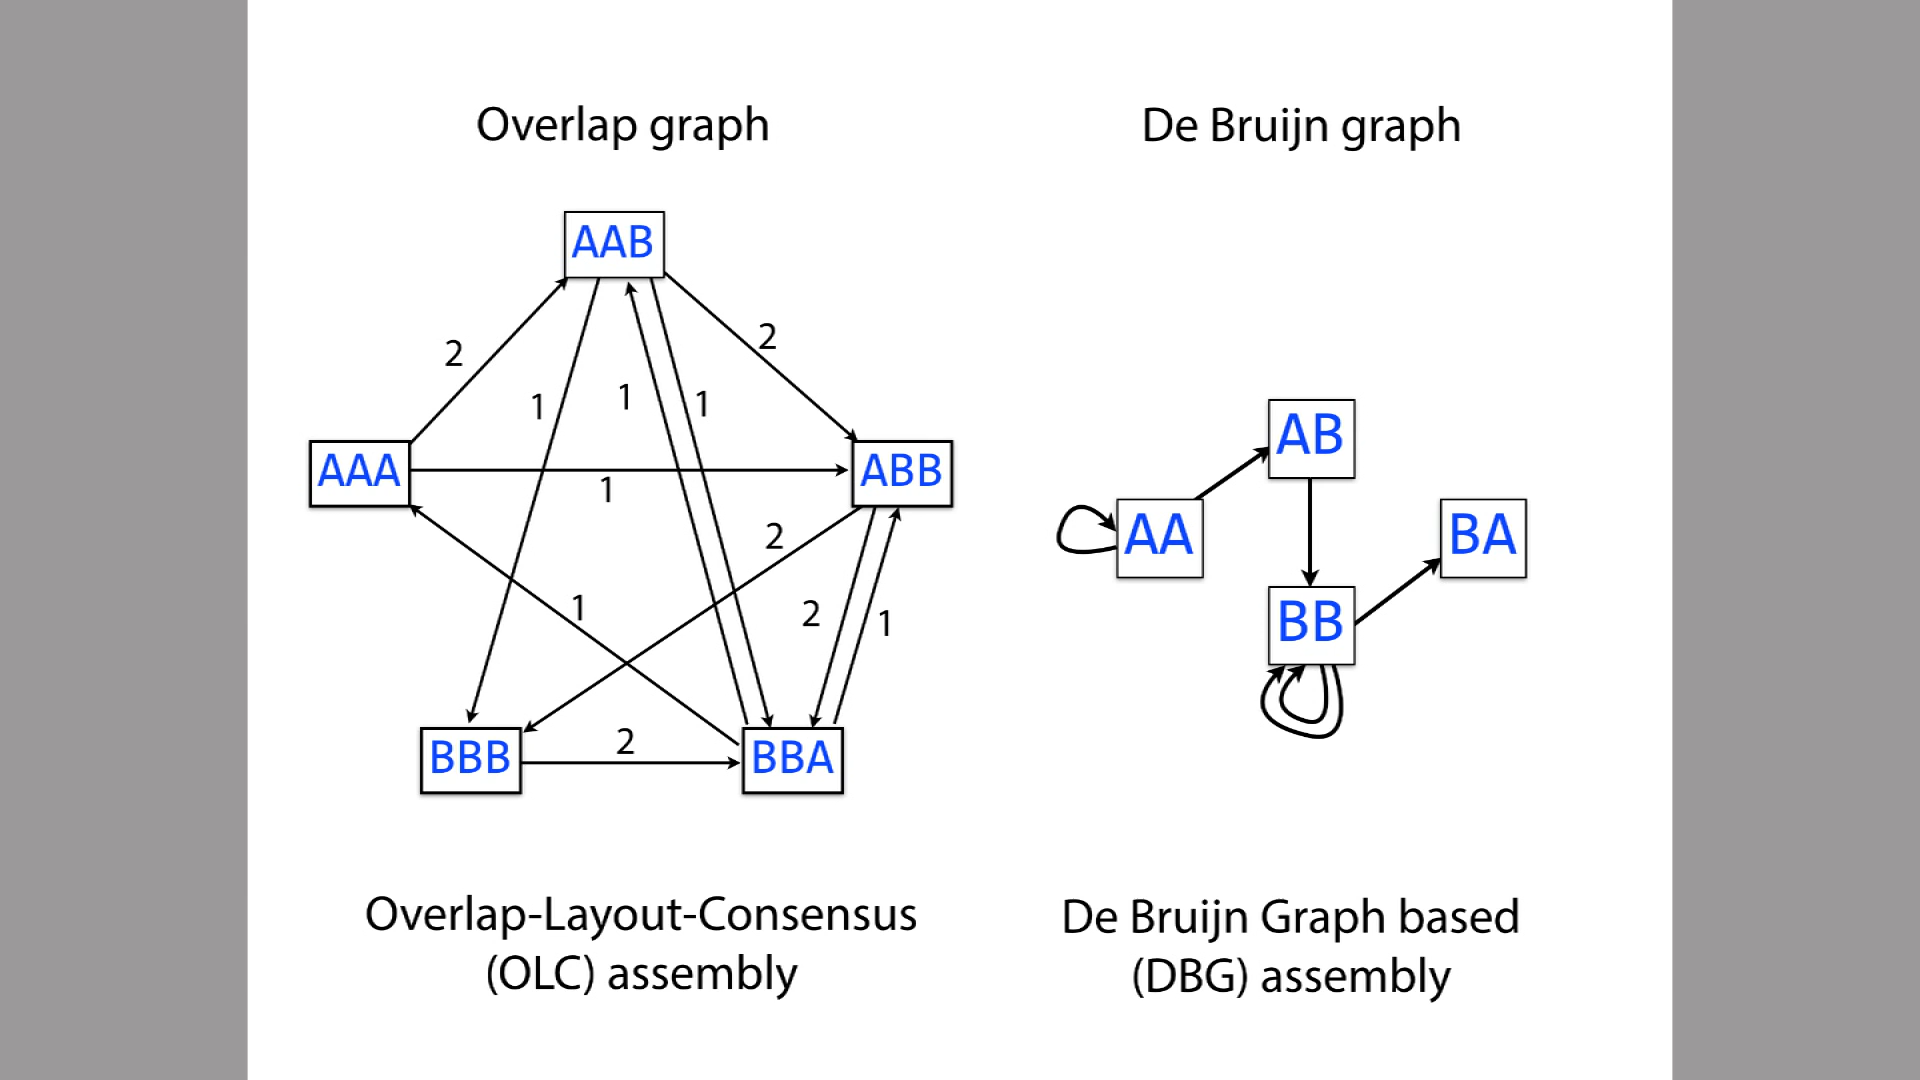 Overlap graph
De Bruijn graph
AAB
2
2
1
1
1
AAA
ABB
1
2
1
2
1
BBB
2
BBA
AB
AA
BA
BB
Overlap-Layout-Consensus
(OLC) assembly
De Bruijn Graph based
(DBG) assembly